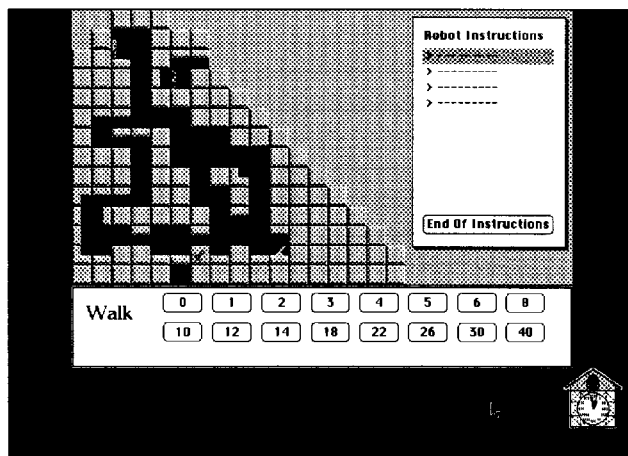 Robot Instructions
> -------
> -------
> -------
> -------
End Of Instructions
Walk
0 1 2 3 4 5 6 8
10 12 14 18 22 26 30 40